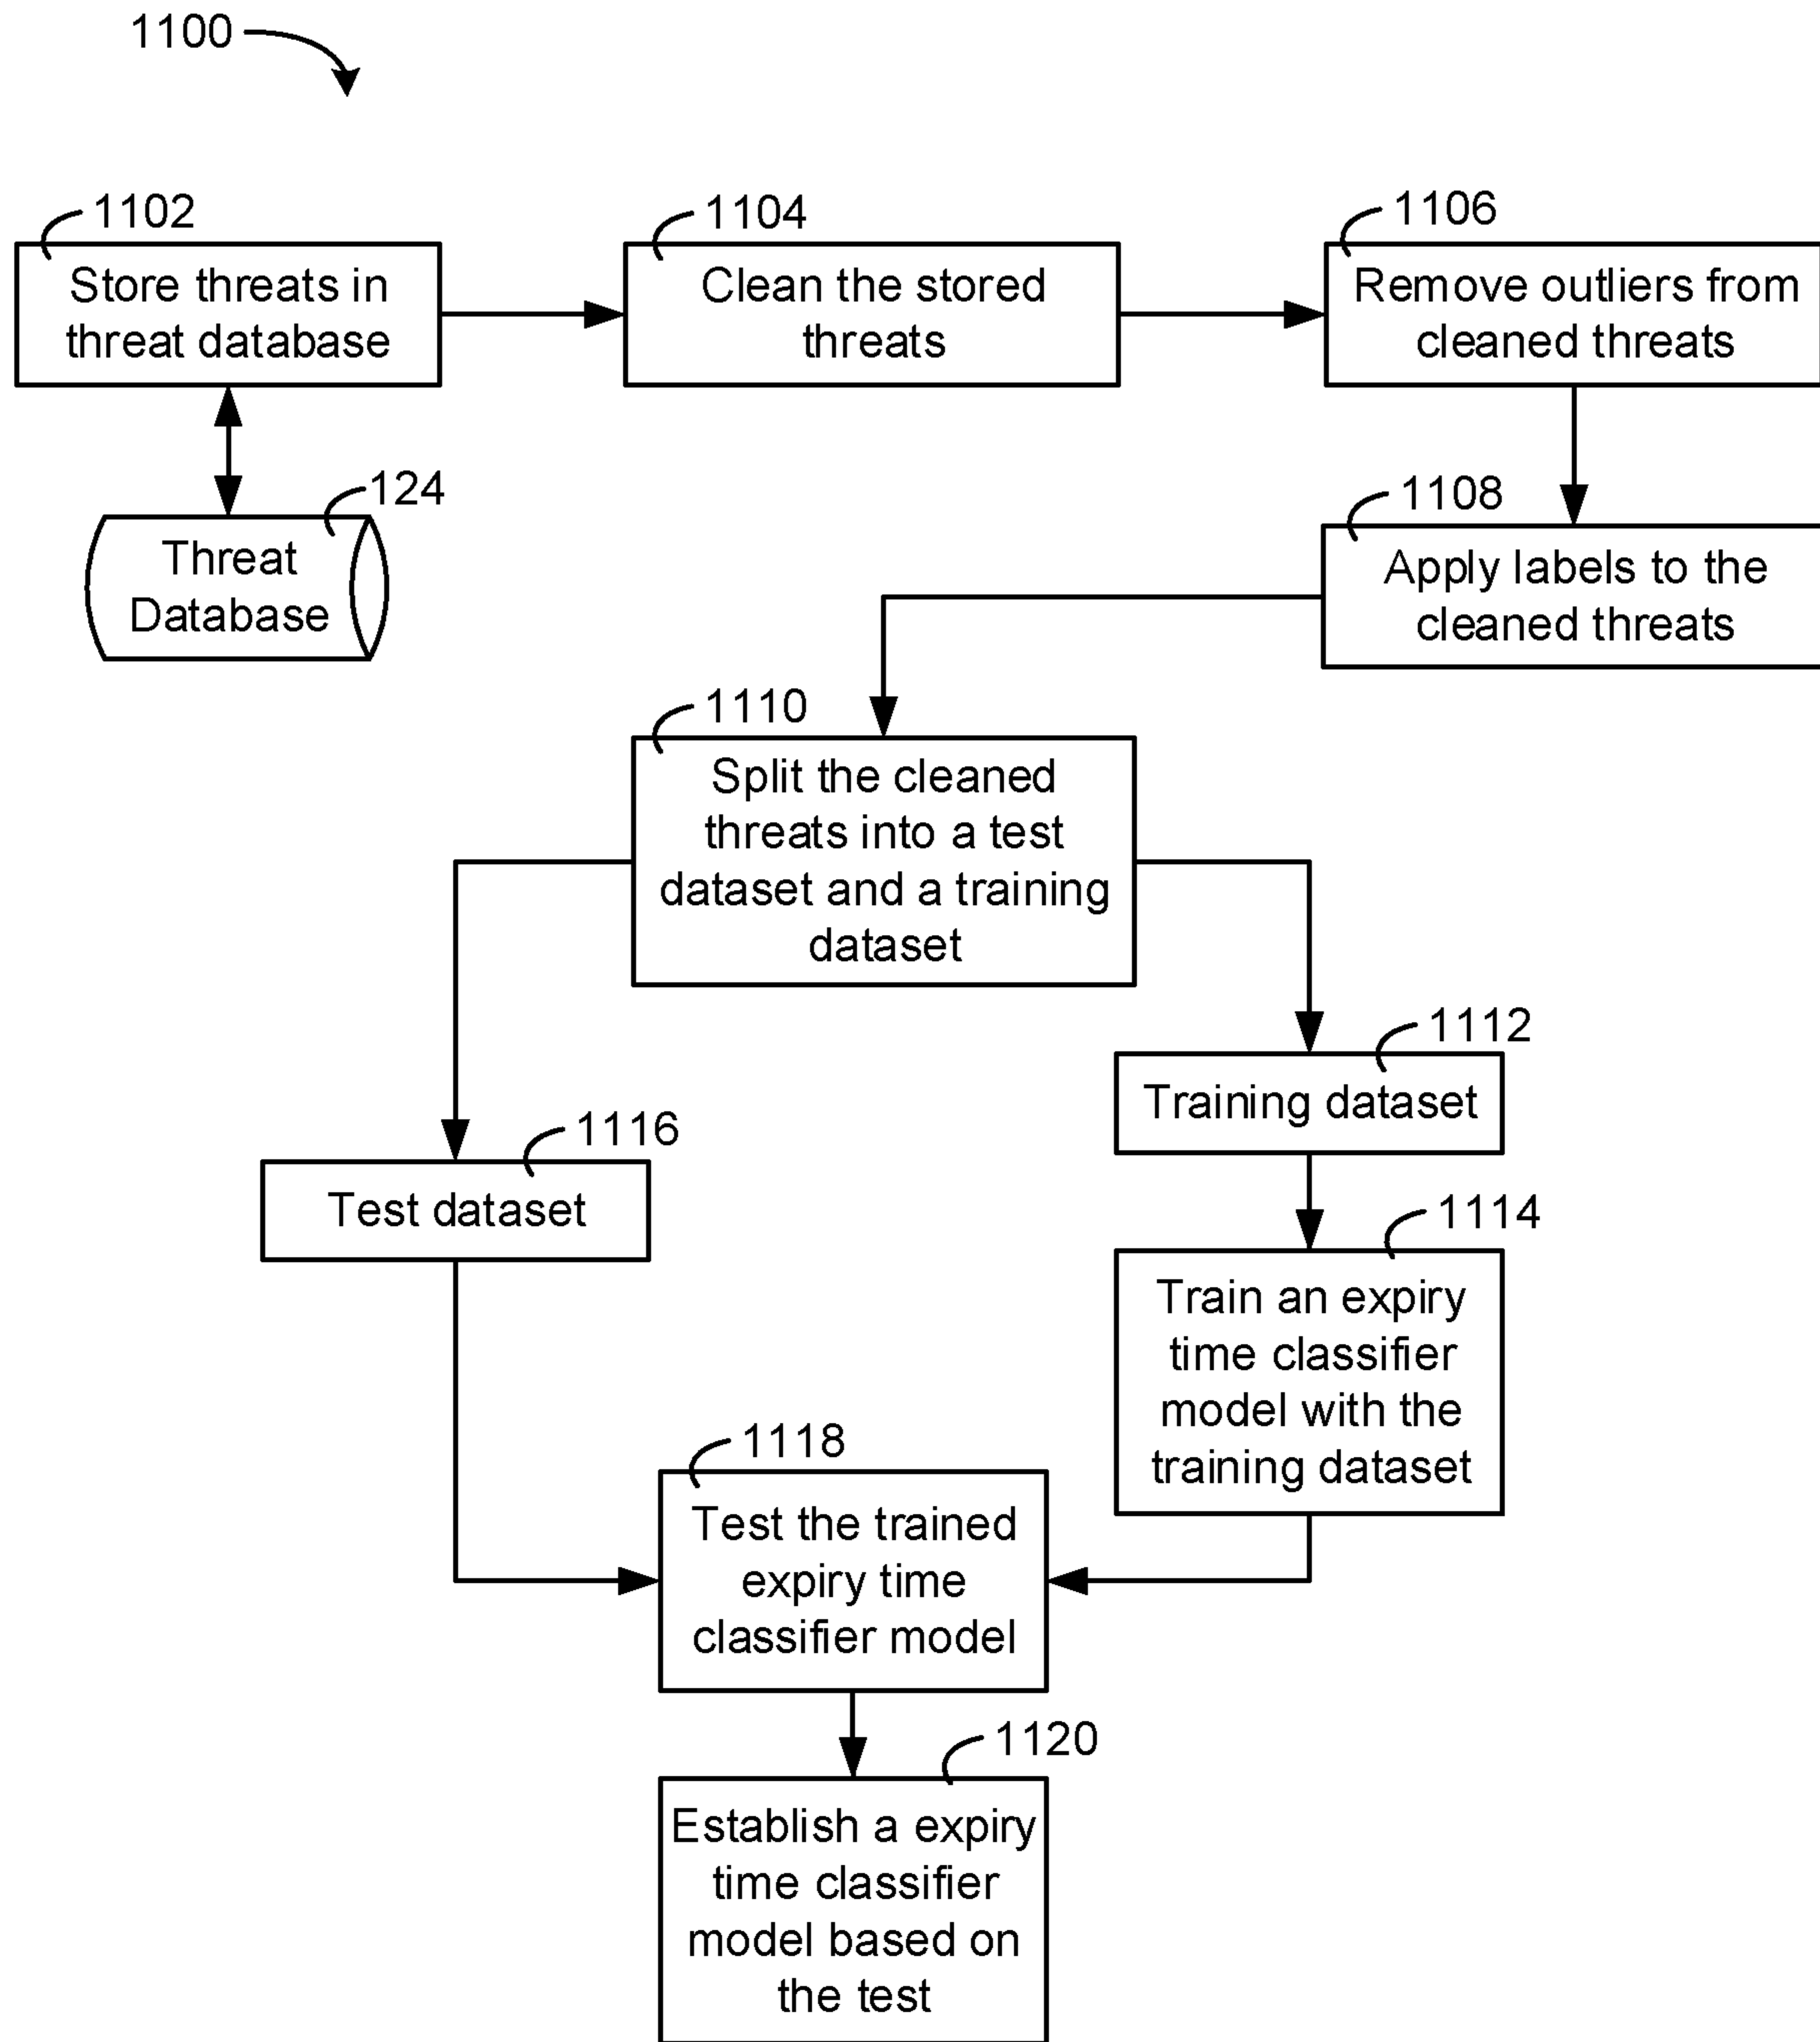 1100
1102
Store threats in
threat database
1104
Clean the stored
threats
1106
Remove outliers from
cleaned threats
124
Threat
Database
1108
Apply labels to the
cleaned threats
1110
Split the cleaned
threats into a test
dataset and a training
dataset
1112
Training dataset
1116
Test dataset
1114
Train an expiry
time classifier
model with the
training dataset
1118
Test the trained
expiry time
classifier model
1120
Establish a expiry
time classifier
model based on
the test